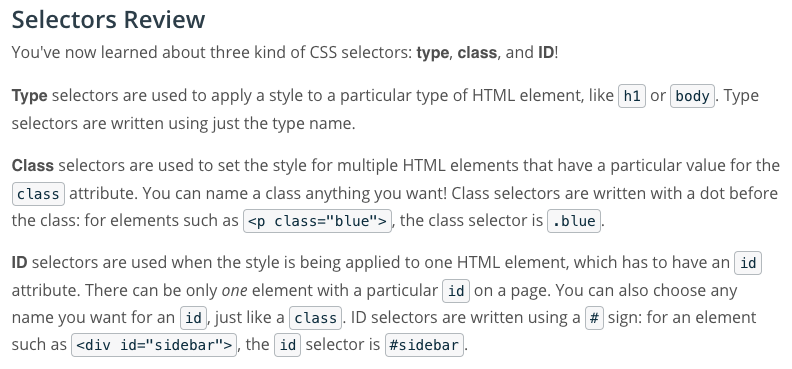 Selectors Review
You've now learned about three kind of CSS selectors: type, class, and ID!
Type selectors are used to apply a style to a particular type of HTML element, like h1 or body. Type
selectors are written using just the type name.
Class selectors are used to set the style for multiple HTML elements that have a particular value for the
class attribute. You can name a class anything you want! Class selectors are written with a dot before
the class: for elements such as <p class="blue">, the class selector is .blue.
ID selectors are used when the style is being applied to one HTML element, which has to have an id
attribute. There can be only one element with a particular id on a page. You can also choose any
name you want for an id, just like a class. ID selectors are written using a # sign: for an element
such as <div id="sidebar">, the id selector is #sidebar.